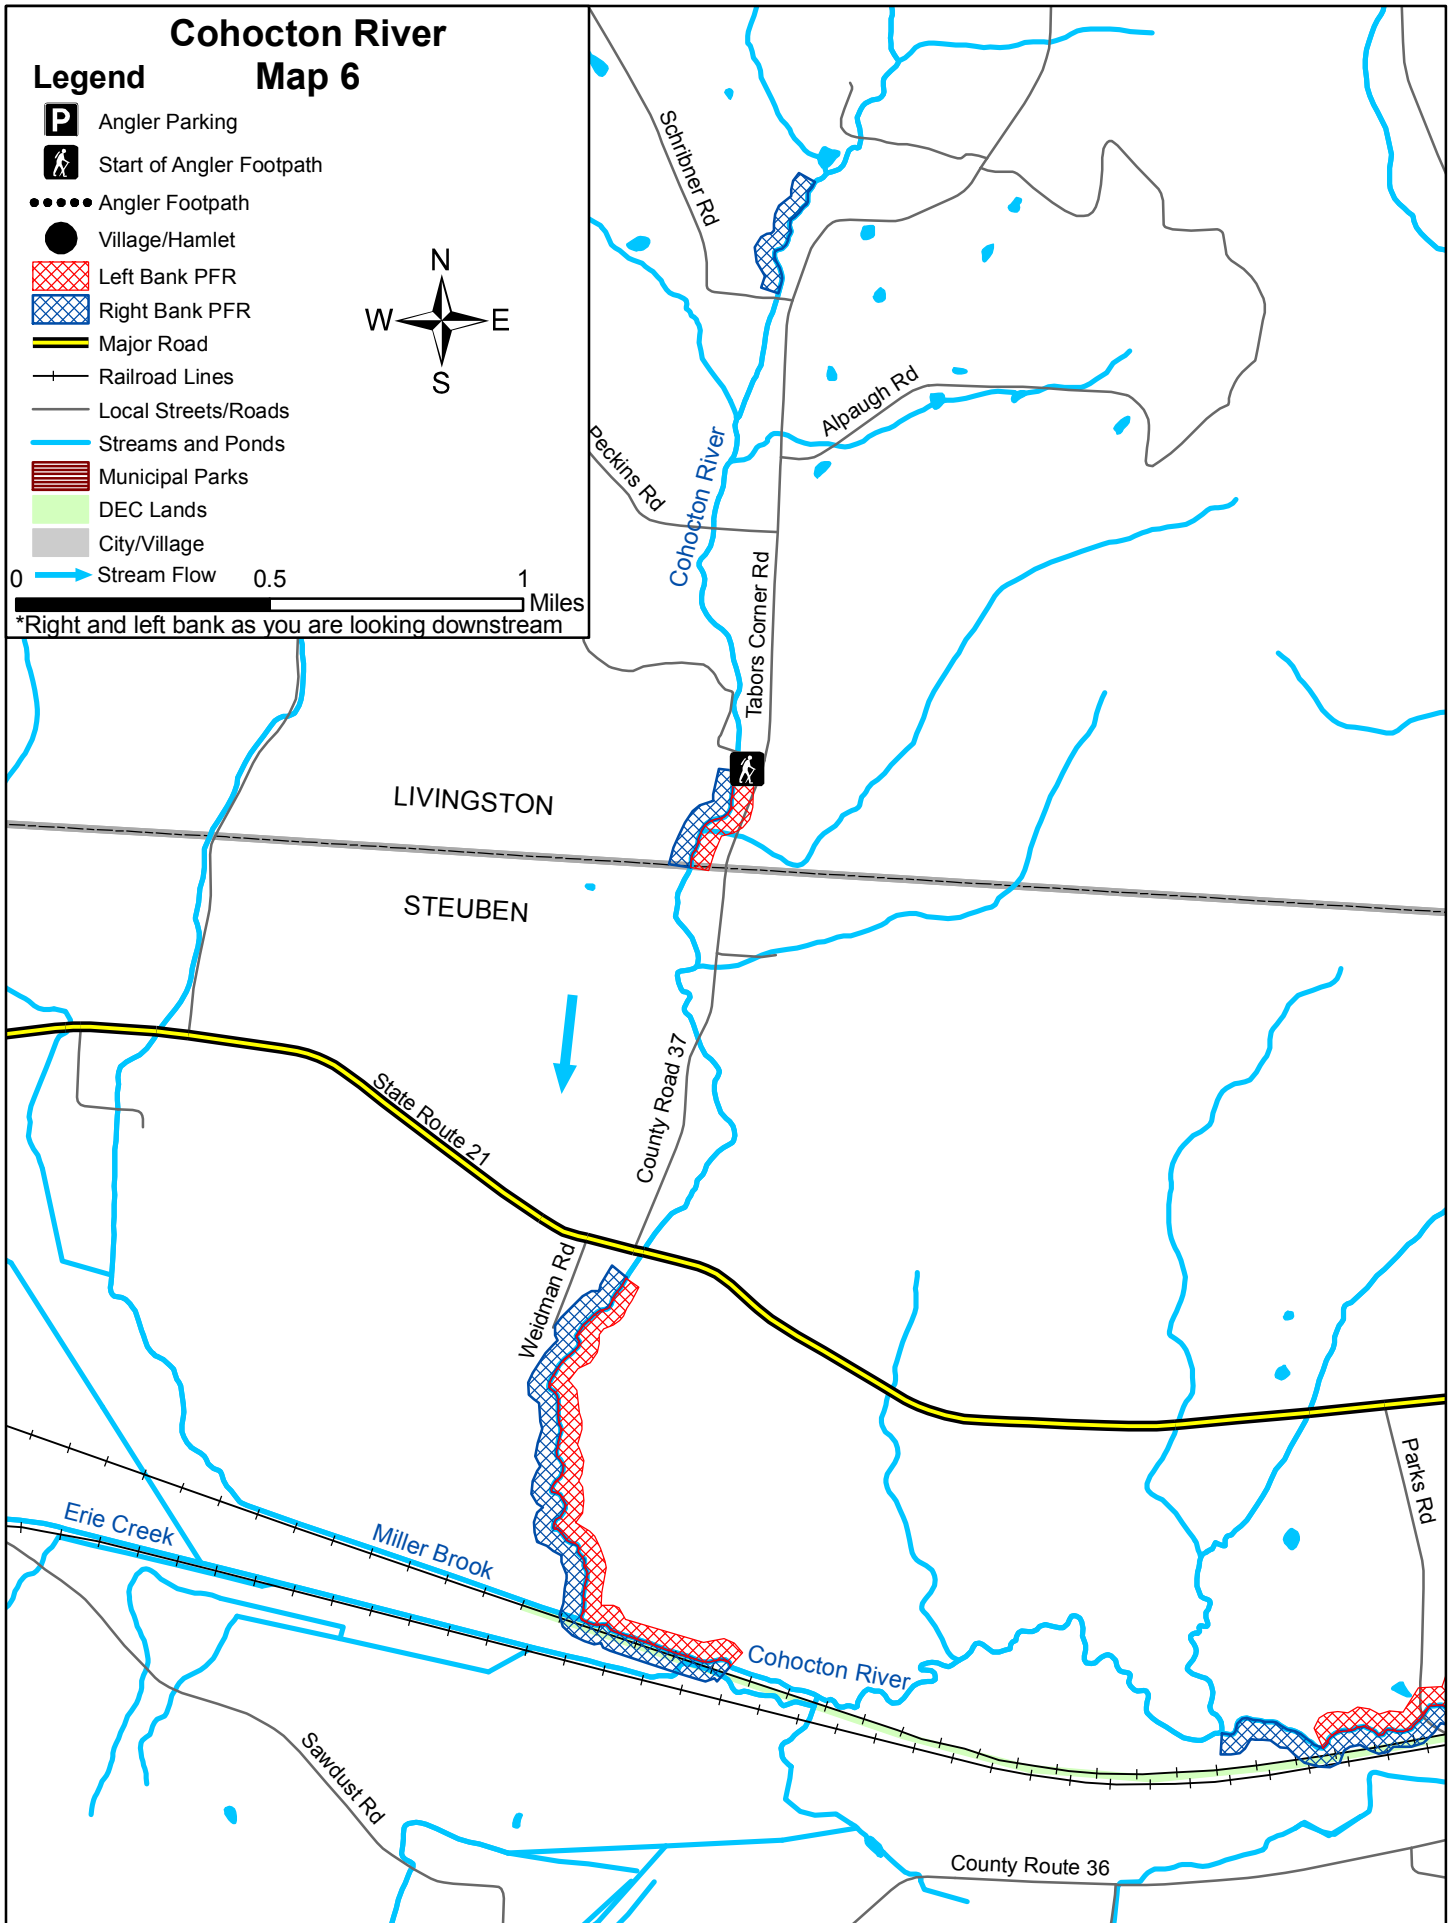 Cohocton River
Map 6
Legend
P
Angler Parking
Start of Angler Footpath
Angler Footpath
Village/Hamlet
Left Bank PFR
Right Bank PFR
Major Road
Railroad Lines
Local Streets/Roads
Streams and Ponds
Municipal Parks
DEC Lands
City/Village
Stream Flow
N
W E
S
0 0.5 1
Miles
*Right and left bank as you are looking downstream
Schribner Rd
Alpaugh Rd
Peckins Rd
Cohocton River
Tabors Corner Rd
LIVINGSTON
STEUBEN
County Road 37
State Route 21
Weidman Rd
Parks Rd
Erie Creek
Miller Brook
Cohocton River
Sawdust Rd
County Route 36